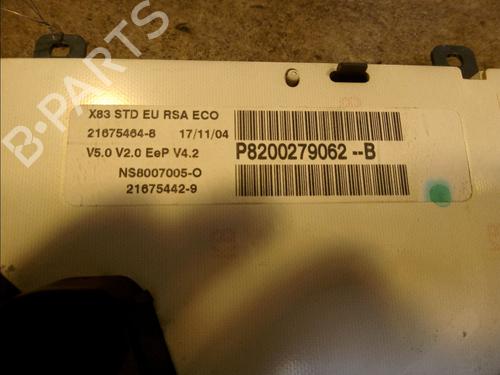 B-PARTS
X83 STD EU RSA ECO
21675464-8 17/11/04
V5.0 V2.0 EeP V4.2
P8200279062 --B
NS8007005-O
21675442-9